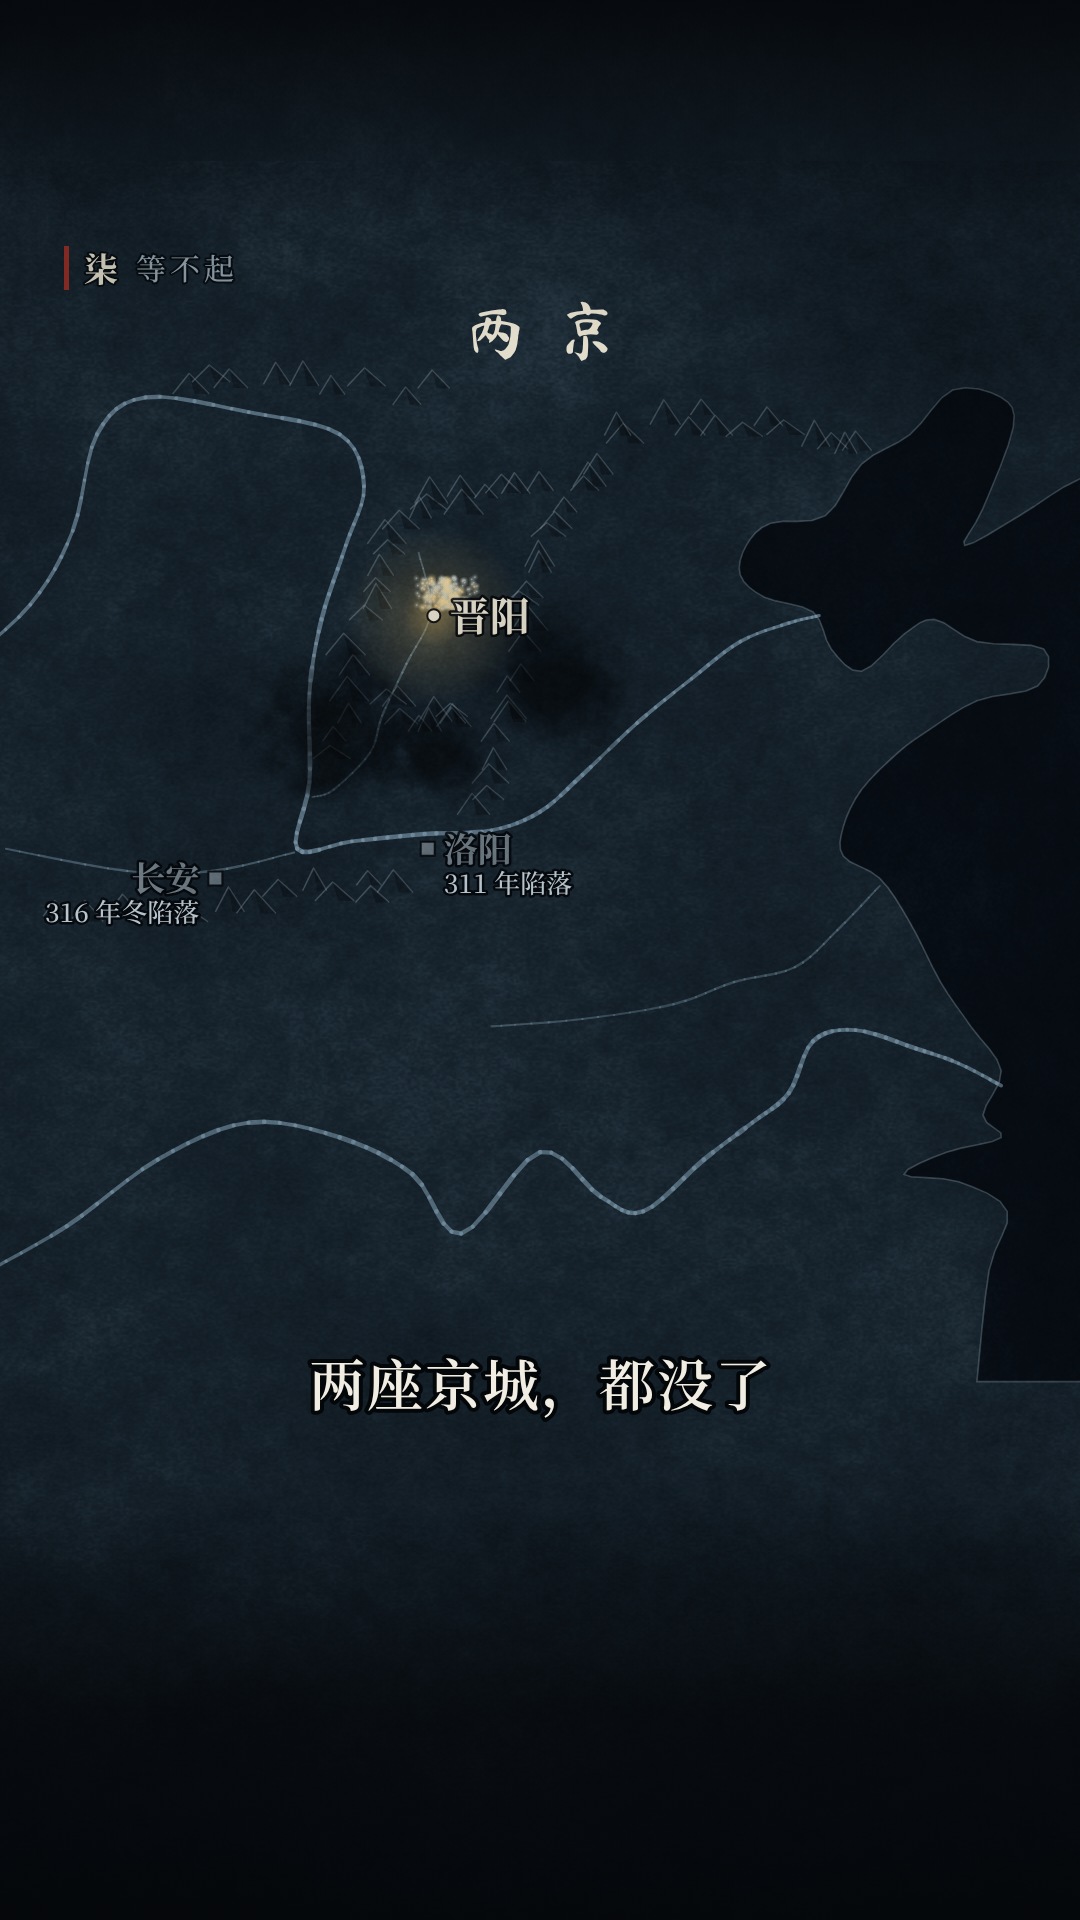 柒 等不起
两京
晋阳
洛阳
311 年陷落
长安
316 年冬陷落
两座京城，都没了